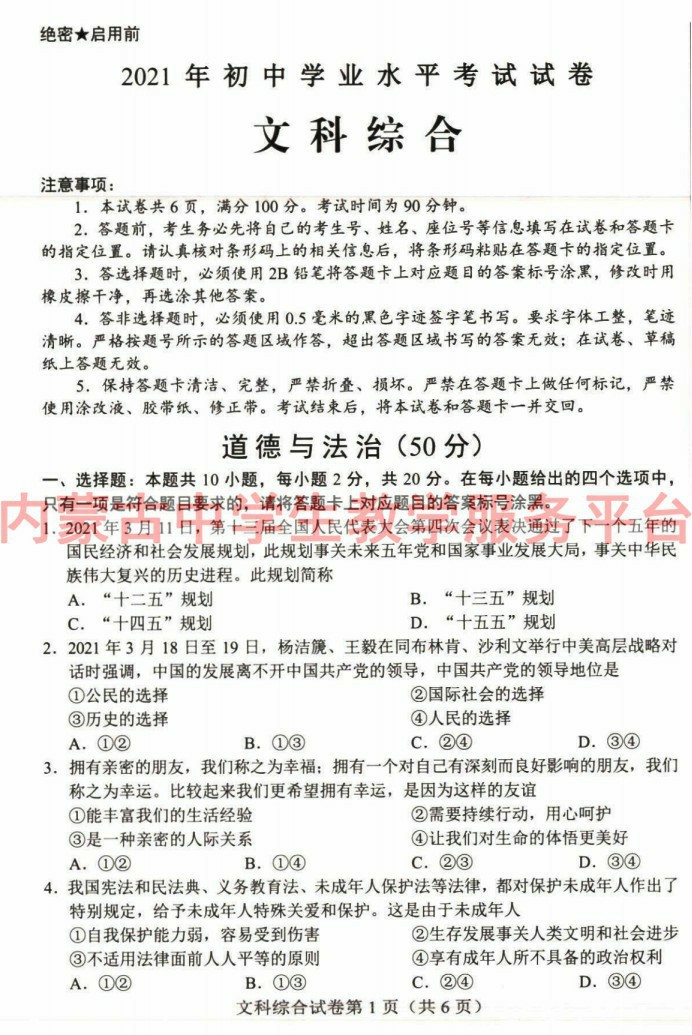 绝密★启用前
2021 年 初 中 学 业 水 平 考 试 试 卷
文 科 综 合
注意事项：
1．本试卷共 6 页，满分 100 分。考试时间为 90 分钟。
2．答题前，考生务必先将自己的考生号、姓名、座位号等信息填写在试卷和答题卡
的指定位置。请认真核对条形码上的相关信息后，将条形码粘贴在答题卡的指定位置。
3．答选择题时，必须使用 2B 铅笔将答题卡上对应题目的答案标号涂黑，修改时用
橡皮擦干净，再选涂其他答案。
4．答非选择题时，必须使用 0.5 毫米的黑色字迹签字笔书写。要求字体工整，笔迹
清晰。严格按题号所示的答题区域作答，超出答题区域书写的答案无效；在试卷、草稿
纸上答题无效。
5．保持答题卡清洁、完整，严禁折叠、损坏。严禁在答题卡上做任何标记，严禁
使用涂改液、胶带纸、修正带。考试结束后，将本试卷和答题卡一并交回。
道德与法治（50 分）
一、选择题：本题共 10 小题，每小题 2 分，共 20 分。在每小题给出的四个选项中，
只有一项是符合题目要求的，请将答题卡上对应题目的答案标号涂黑。
内蒙古中学生教学服务平台
1．2021 年 3 月 11 日，第十三届全国人民代表大会第四次会议表决通过了下一个五年的
国民经济和社会发展规划，此规划事关未来五年党和国家事业发展大局，事关中华民
族伟大复兴的历史进程。此规划简称
A．“十二五”规划 B．“十三五”规划
C．“十四五”规划 D．“十五五”规划
2．2021 年 3 月 18 日至 19 日，杨洁篪、王毅在同布林肯、沙利文举行中美高层战略对
话时强调，中国的发展离不开中国共产党的领导，中国共产党的领导地位是
①公民的选择 ②国际社会的选择
③历史的选择 ④人民的选择
A．①② B．①③ C．②④ D．③④
3．拥有亲密的朋友，我们称之为幸福；拥有一个对自己有深刻而良好影响的朋友，我们
称之为幸运。比较起来我们更希望拥有幸运，是因为这样的友谊
①能丰富我们的生活经验 ②需要持续行动，用心呵护
③是一种亲密的人际关系 ④让我们对生命的体悟更美好
A．①② B．①④ C．②③ D．③④
4．我国宪法和民法典、义务教育法、未成年人保护法等法律，都对保护未成年人作出了
特别规定，给予未成年人特殊关爱和保护。这是由于未成年人
①自我保护能力弱，容易受到伤害 ②生存发展事关人类文明和社会进步
③不适用法律面前人人平等的原则 ④享有成年人所不具备的政治权利
A．①② B．①③ C．②④ D．③④
文科综合试卷第 1 页（共 6 页）